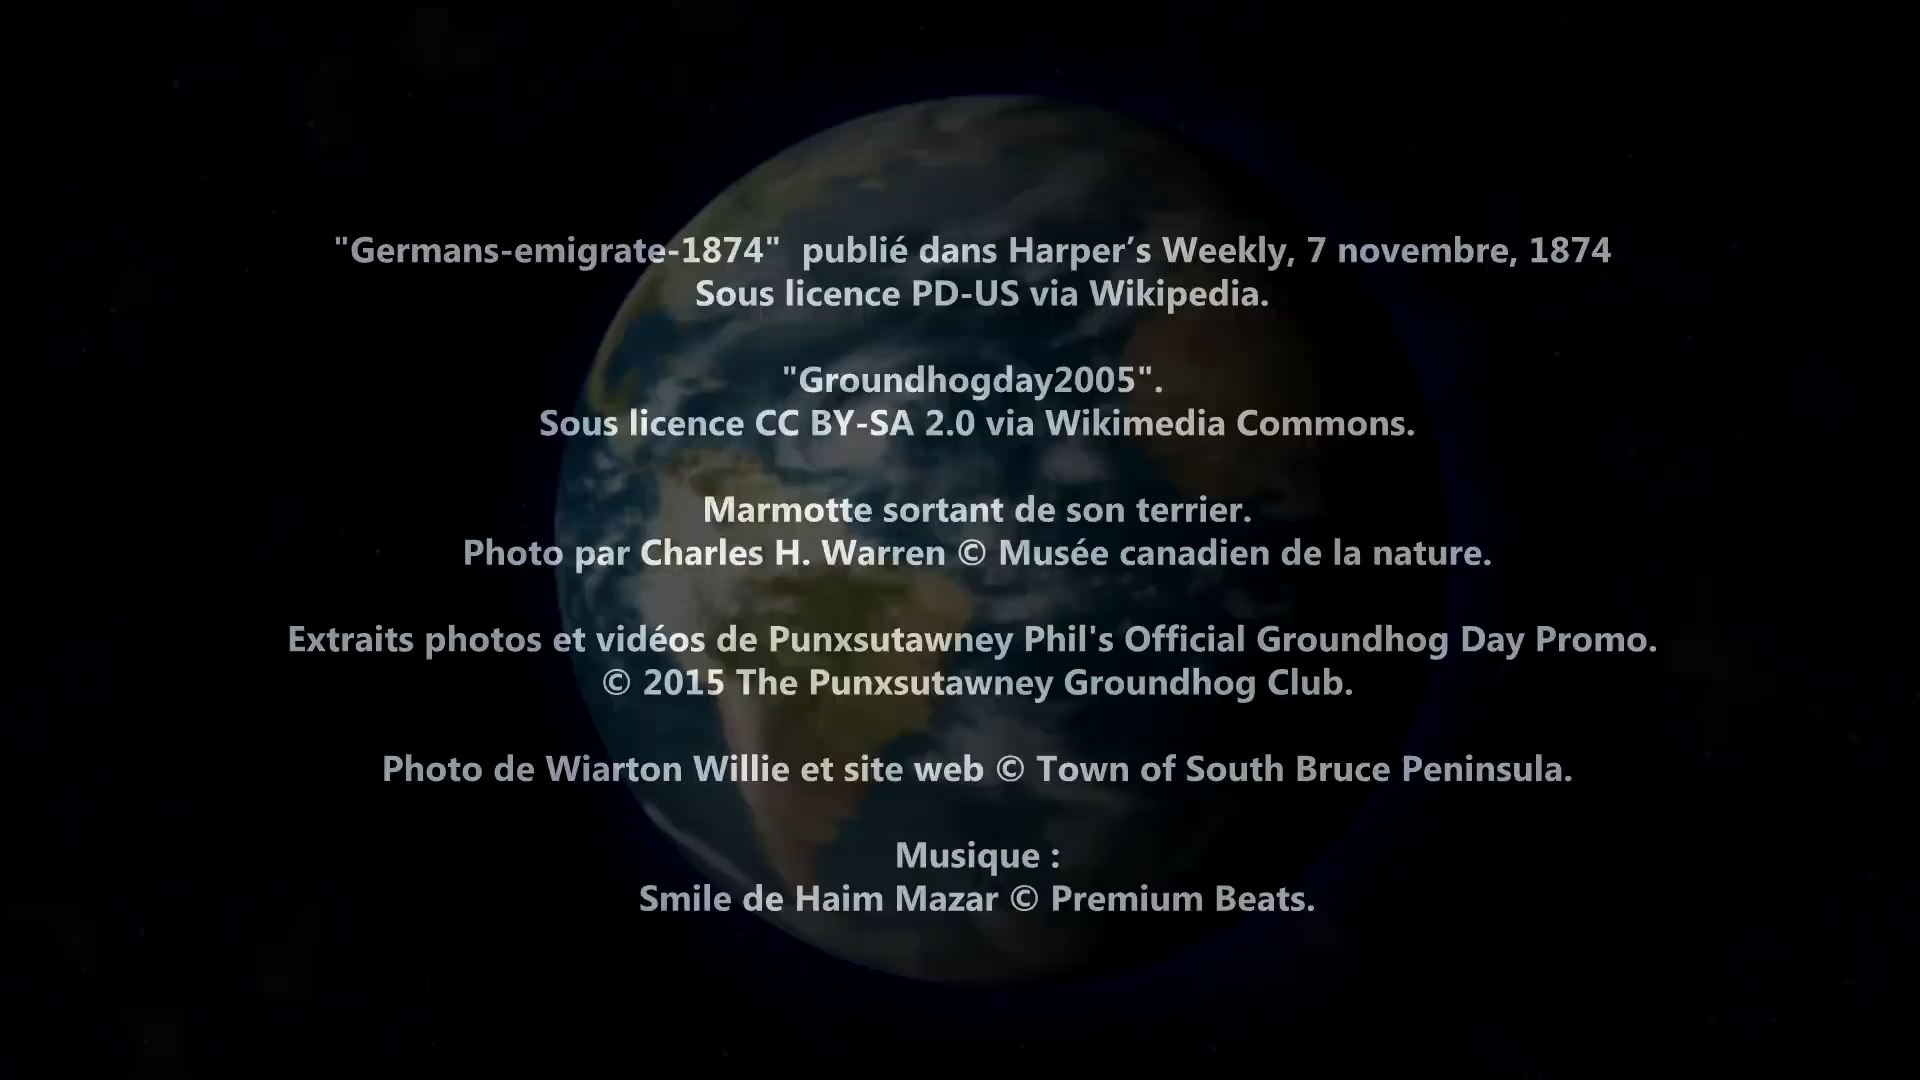 "Germans-emigrate-1874"  publié dans Harper’s Weekly, 7 novembre, 1874
Sous licence PD-US via Wikipedia.
"Groundhogday2005".
Sous licence CC BY-SA 2.0 via Wikimedia Commons.
Marmotte sortant de son terrier.
Photo par Charles H. Warren © Musée canadien de la nature.
Extraits photos et vidéos de Punxsutawney Phil's Official Groundhog Day Promo.
© 2015 The Punxsutawney Groundhog Club.
Photo de Wiarton Willie et site web © Town of South Bruce Peninsula.
Musique :
Smile de Haim Mazar © Premium Beats.